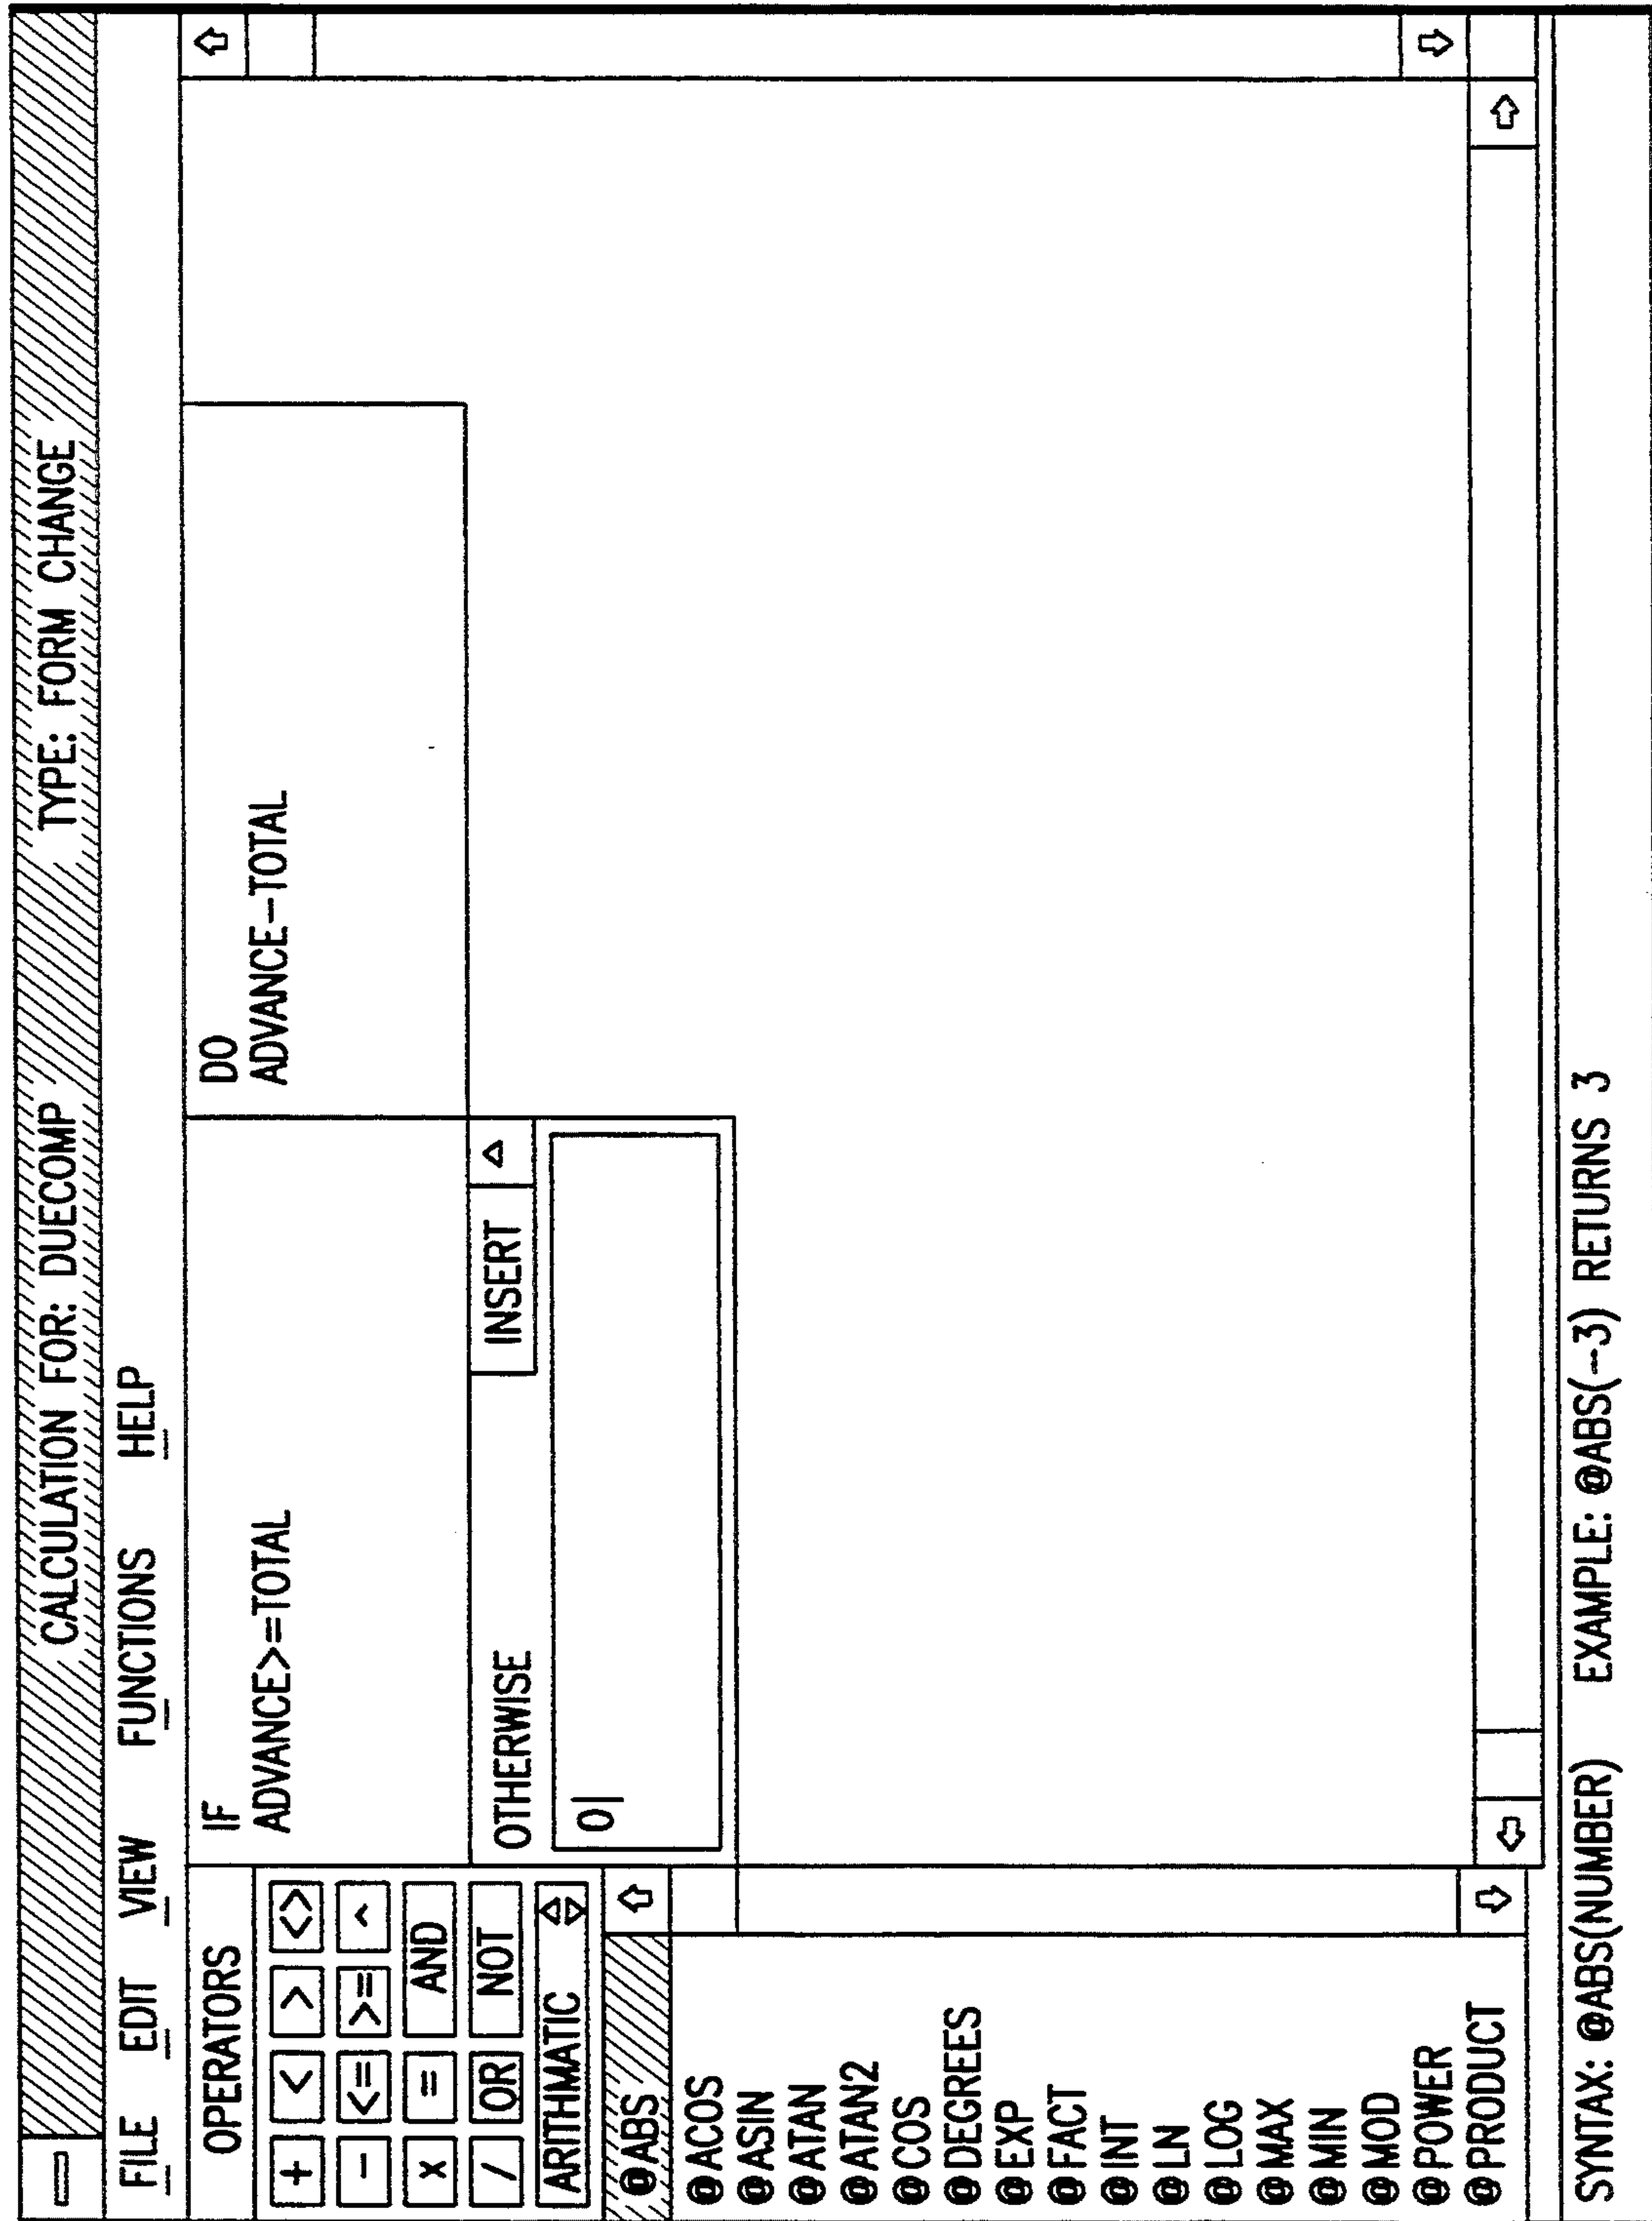 CALCULATION FOR: DUECOMP TYPE: FORM CHANGE
FILE EDIT VIEW FUNCTIONS HELP
OPERATORS
+ < > <>
- <= >= ^
x = AND
/ OR NOT
ARITHMATIC
@ABS
@ACOS
@ASIN
@ATAN
@ATAN2
@COS
@DEGREES
@EXP
@FACT
@INT
@LN
@LOG
@MAX
@MIN
@MOD
@POWER
@PRODUCT
IF
ADVANCE>=TOTAL
DO
ADVANCE-TOTAL
OTHERWISE
INSERT
0|
SYNTAX: @ABS(NUMBER) EXAMPLE: @ABS(--3) RETURNS 3